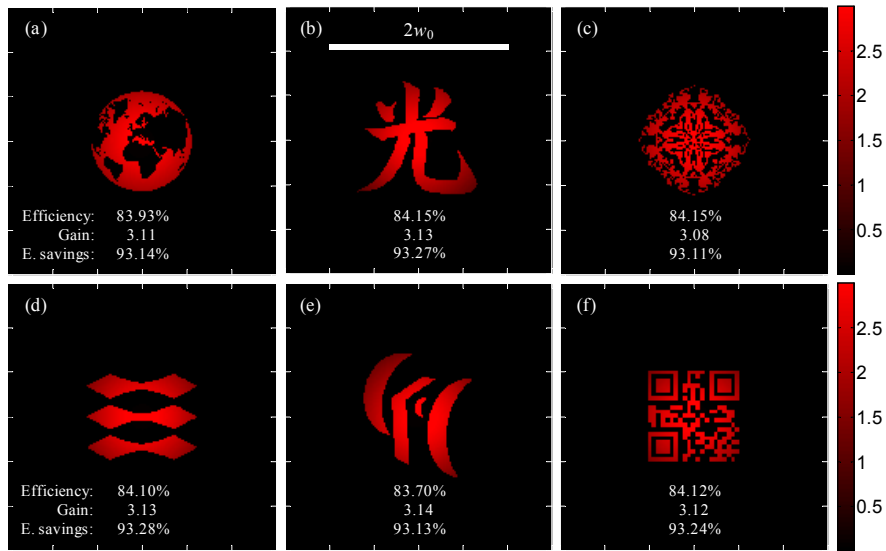 (a)
(b)
2w₀
(c)
光
Efficiency: 83.93%
Gain: 3.11
E. savings: 93.14%
84.15%
3.13
93.27%
84.15%
3.08
93.11%
2.5
2
1.5
1
0.5
(d)
(e)
(f)
Efficiency: 84.10%
Gain: 3.13
E. savings: 93.28%
83.70%
3.14
93.13%
84.12%
3.12
93.24%
2.5
2
1.5
1
0.5